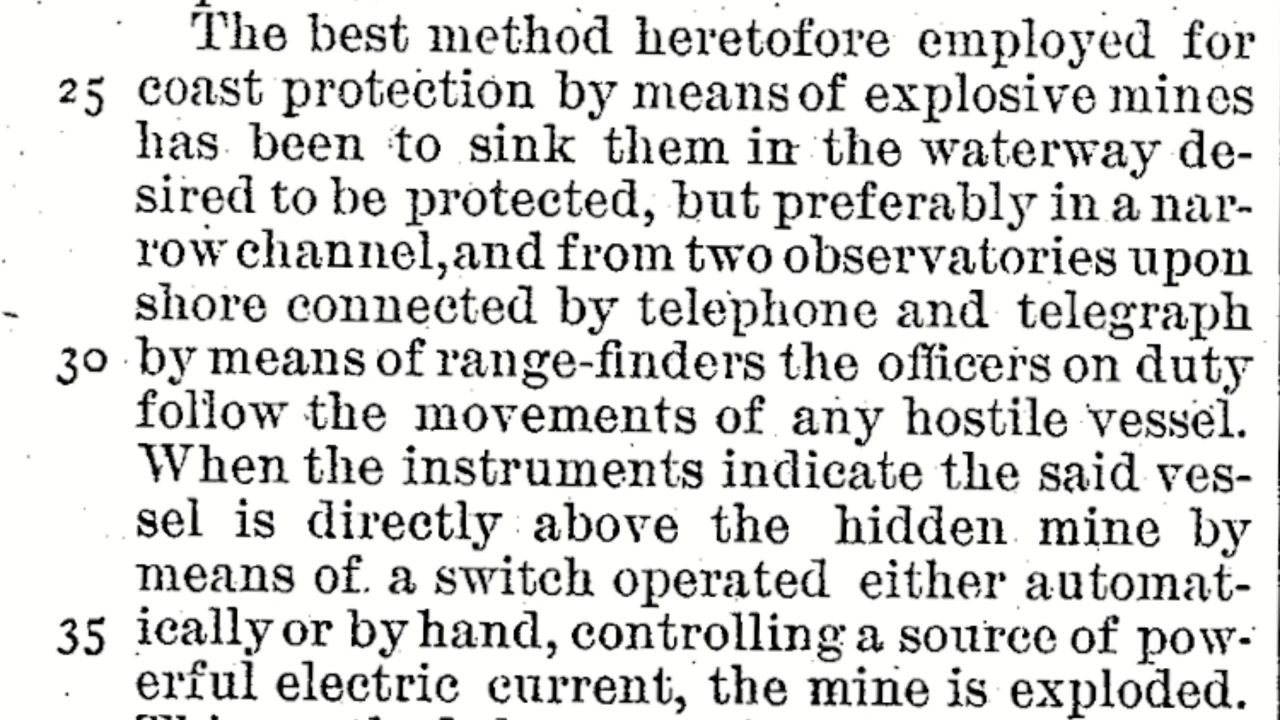 The best method heretofore employed for
25 coast protection by means of explosive mines
has been to sink them in the waterway de-
sired to be protected, but preferably in a nar-
row channel, and from two observatories upon
shore connected by telephone and telegraph
30 by means of range-finders the officers on duty
follow the movements of any hostile vessel.
When the instruments indicate the said ves-
sel is directly above the hidden mine by
means of a switch operated either automat-
35 ically or by hand, controlling a source of pow-
erful electric current, the mine is exploded.